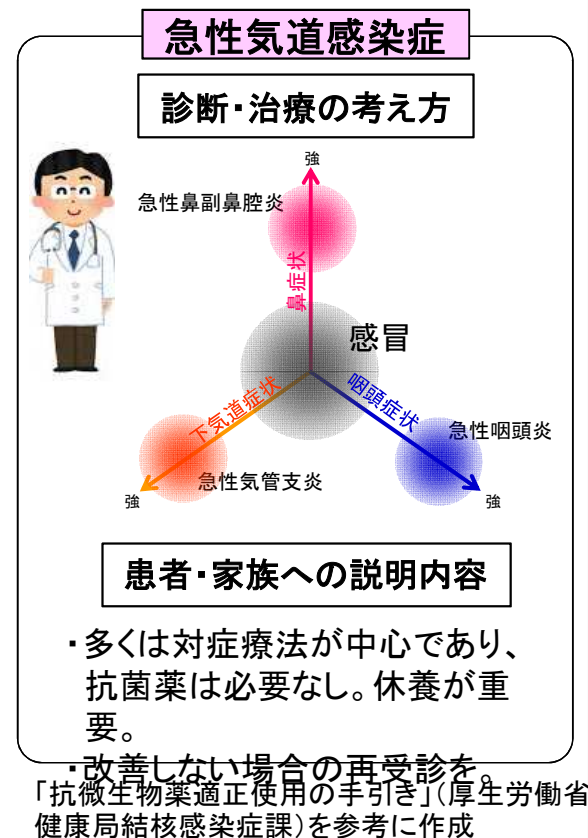 急性気道感染症
診断・治療の考え方
強
急性鼻副鼻腔炎
鼻症状
感冒
下気道症状
咽頭症状
急性咽頭炎
急性気管支炎
強
強
患者・家族への説明内容
・多くは対症療法が中心であり、
抗菌薬は必要なし。休養が重
要。
・改善しない場合の再受診を。
「抗微生物薬適正使用の手引き」(厚生労働省
健康局結核感染症課)を参考に作成